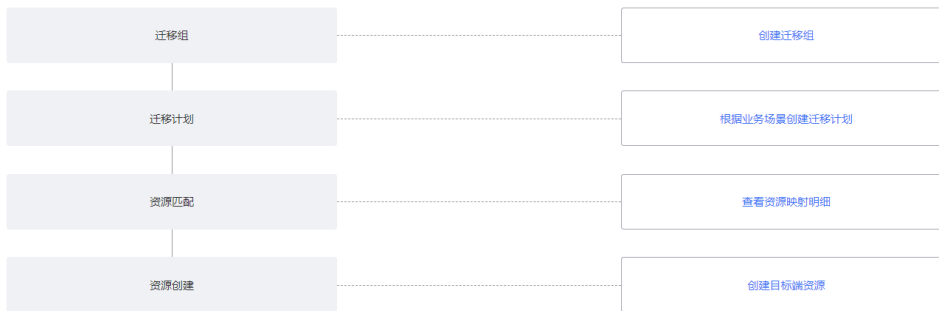 迁移组
创建迁移组
迁移计划
根据业务场景创建迁移计划
资源匹配
查看资源映射明细
资源创建
创建目标端资源